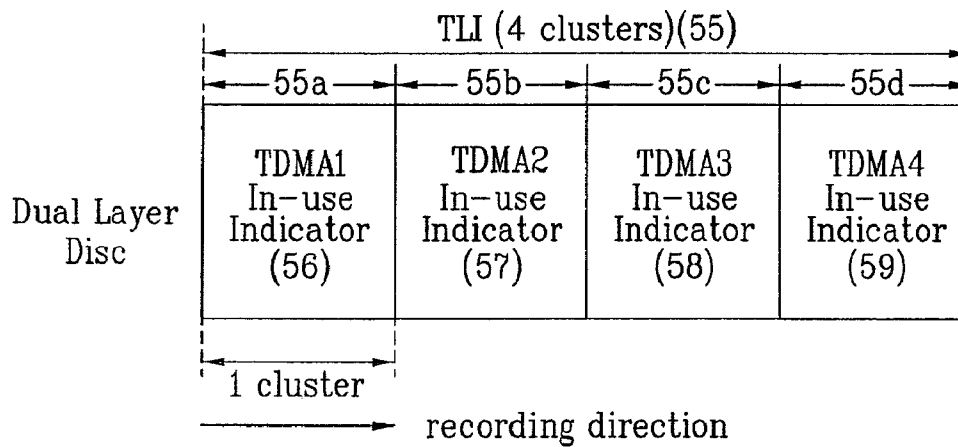 TLI (4 clusters)(55)
55a 55b 55c 55d
Dual Layer
Disc
TDMA1
In-use
Indicator
(56)
TDMA2
In-use
Indicator
(57)
TDMA3
In-use
Indicator
(58)
TDMA4
In-use
Indicator
(59)
1 cluster
recording direction